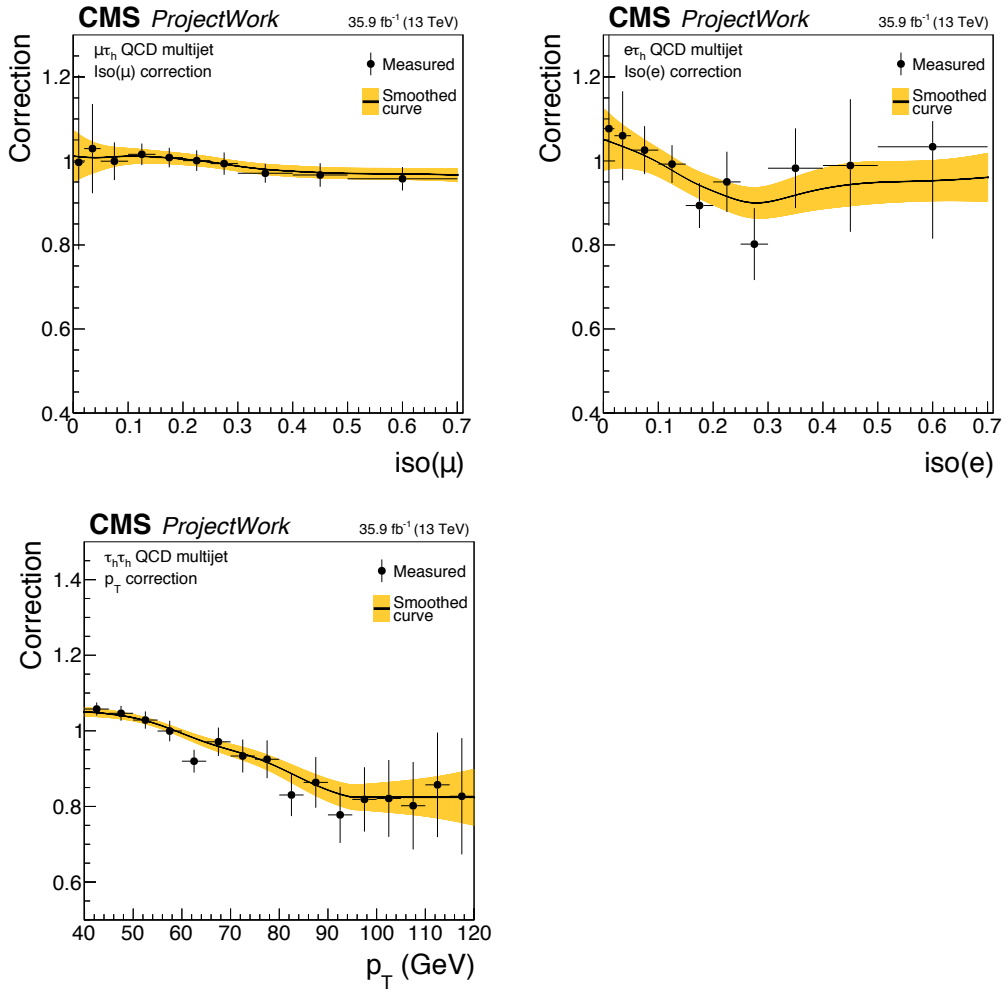 CMS ProjectWork 35.9 fb⁻¹ (13 TeV)
μτₕ QCD multijet
Iso(μ) correction
Measured
Smoothed
curve
Correction
1.2
1
0.8
0.6
0.4
0 0.1 0.2 0.3 0.4 0.5 0.6 0.7
iso(μ)
CMS ProjectWork 35.9 fb⁻¹ (13 TeV)
eτₕ QCD multijet
Iso(e) correction
Measured
Smoothed
curve
Correction
1.2
1
0.8
0.6
0.4
0 0.1 0.2 0.3 0.4 0.5 0.6 0.7
iso(e)
CMS ProjectWork 35.9 fb⁻¹ (13 TeV)
τₕτₕ QCD multijet
p_T correction
Measured
Smoothed
curve
Correction
1.4
1.2
1
0.8
0.6
40 50 60 70 80 90 100 110 120
p_T (GeV)